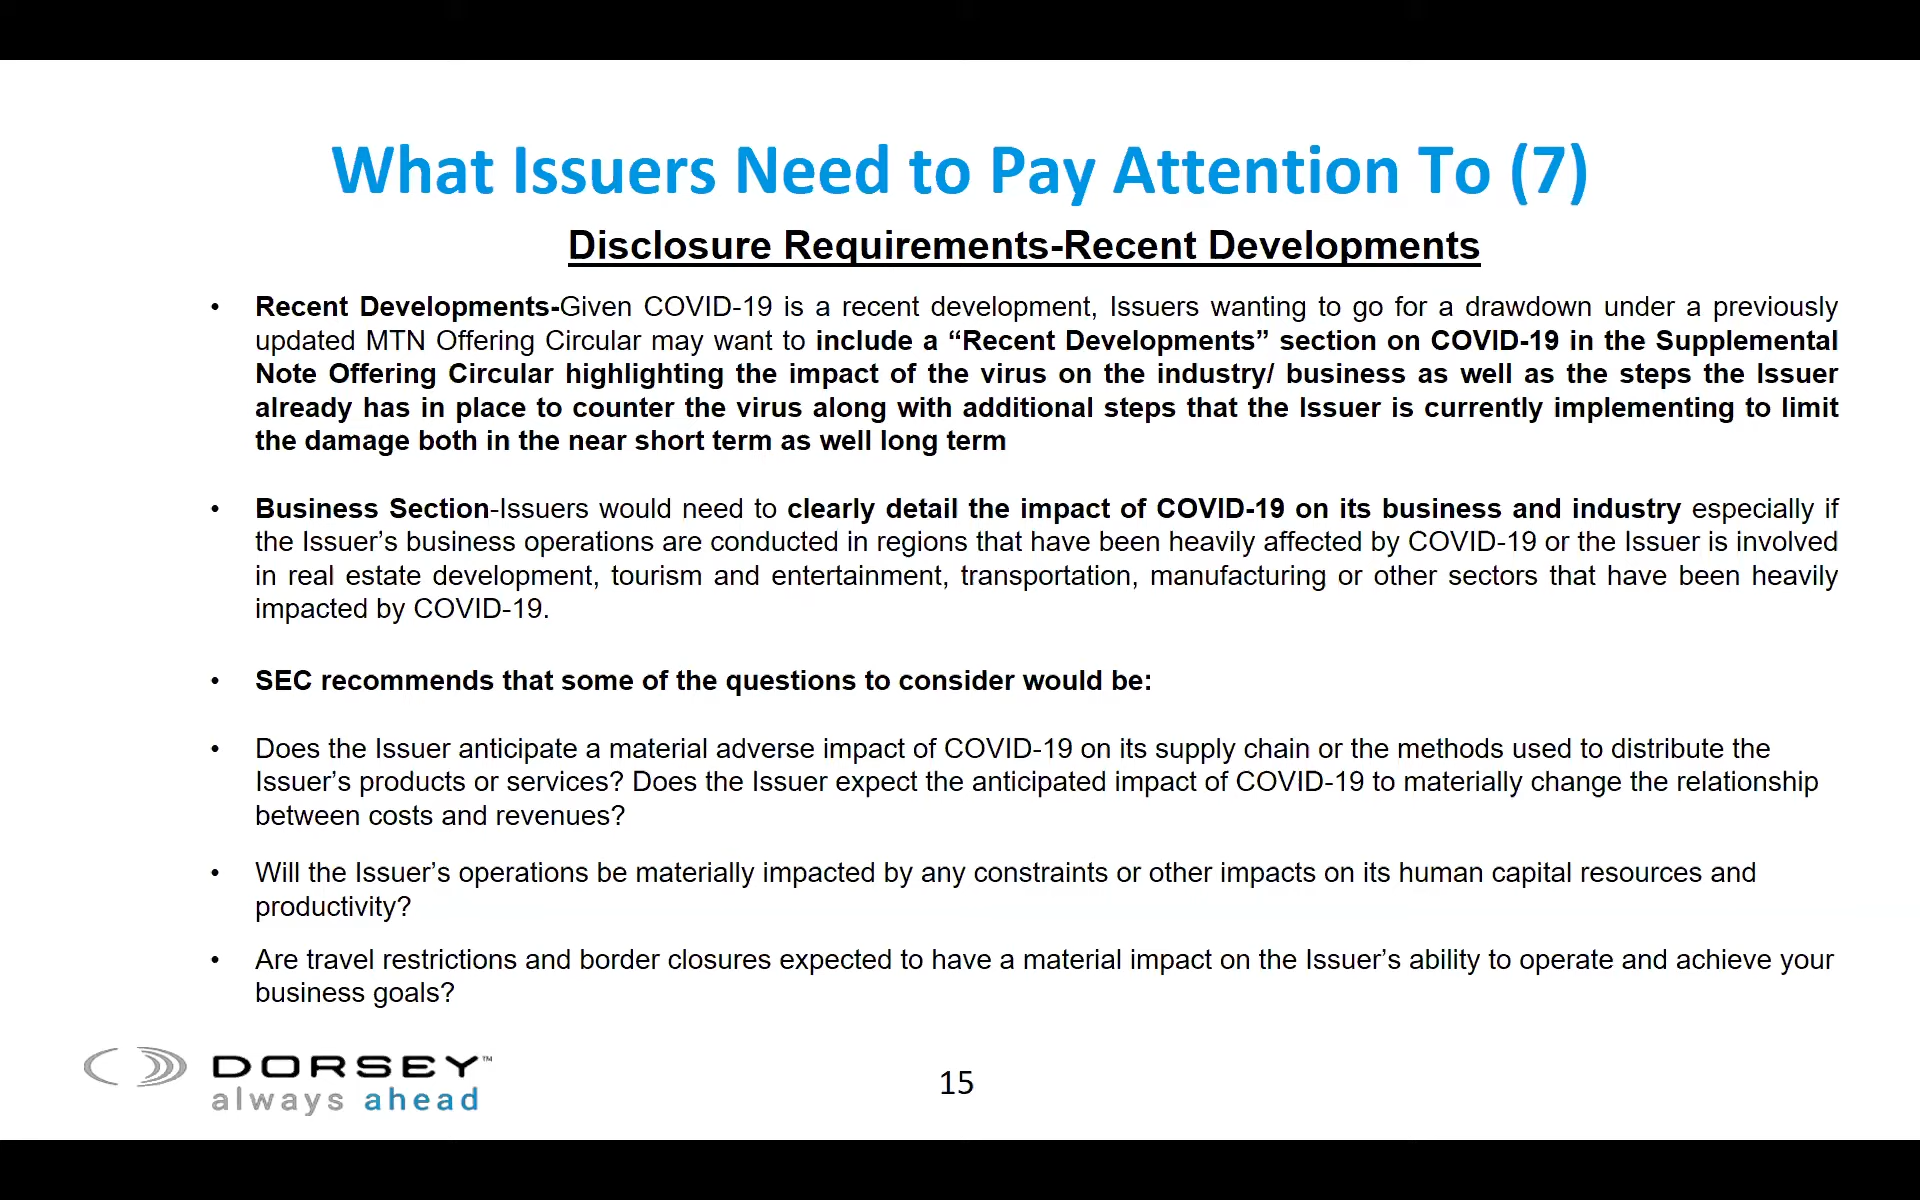 What Issuers Need to Pay Attention To (7)
Disclosure Requirements-Recent Developments
• Recent Developments-Given COVID-19 is a recent development, Issuers wanting to go for a drawdown under a previously
updated MTN Offering Circular may want to include a “Recent Developments” section on COVID-19 in the Supplemental
Note Offering Circular highlighting the impact of the virus on the industry/ business as well as the steps the Issuer
already has in place to counter the virus along with additional steps that the Issuer is currently implementing to limit
the damage both in the near short term as well long term
• Business Section-Issuers would need to clearly detail the impact of COVID-19 on its business and industry especially if
the Issuer’s business operations are conducted in regions that have been heavily affected by COVID-19 or the Issuer is involved
in real estate development, tourism and entertainment, transportation, manufacturing or other sectors that have been heavily
impacted by COVID-19.
• SEC recommends that some of the questions to consider would be:
• Does the Issuer anticipate a material adverse impact of COVID-19 on its supply chain or the methods used to distribute the
Issuer’s products or services? Does the Issuer expect the anticipated impact of COVID-19 to materially change the relationship
between costs and revenues?
• Will the Issuer’s operations be materially impacted by any constraints or other impacts on its human capital resources and
productivity?
• Are travel restrictions and border closures expected to have a material impact on the Issuer’s ability to operate and achieve your
business goals?
DORSEY™
always ahead
15